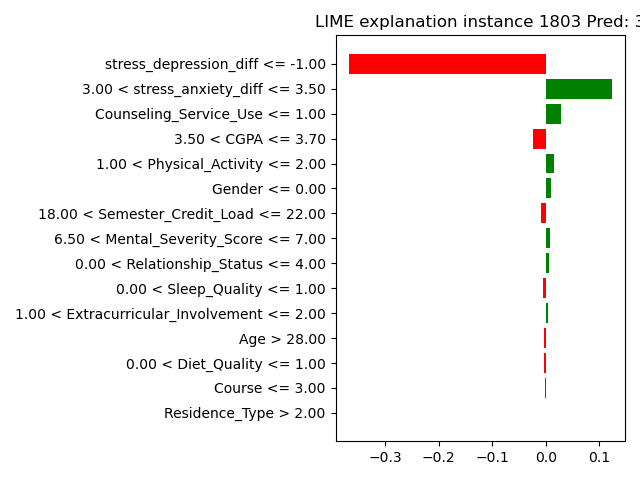 LIME explanation instance 1803 Pred: 3
stress_depression_diff <= -1.00
3.00 < stress_anxiety_diff <= 3.50
Counseling_Service_Use <= 1.00
3.50 < CGPA <= 3.70
1.00 < Physical_Activity <= 2.00
Gender <= 0.00
18.00 < Semester_Credit_Load <= 22.00
6.50 < Mental_Severity_Score <= 7.00
0.00 < Relationship_Status <= 4.00
0.00 < Sleep_Quality <= 1.00
1.00 < Extracurricular_Involvement <= 2.00
Age > 28.00
0.00 < Diet_Quality <= 1.00
Course <= 3.00
Residence_Type > 2.00
−0.3 −0.2 −0.1 0.0 0.1